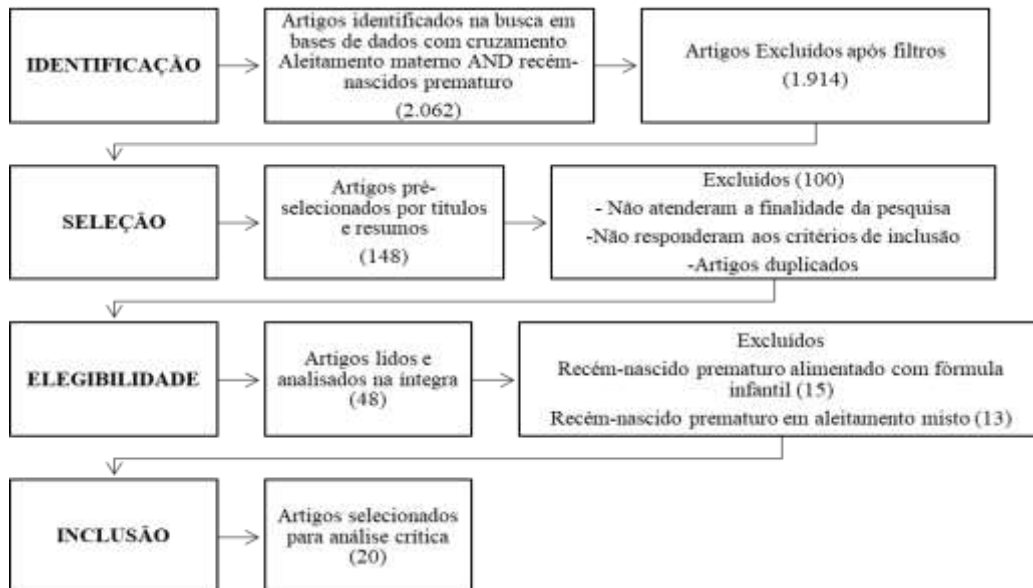 IDENTIFICAÇÃO
Artigos identificados na busca em
bases de dados com cruzamento
Aleitamento materno AND recém-
nascidos prematuro
(2.062)
Artigos Excluídos após filtros
(1.914)
SELEÇÃO
Artigos pré-
selecionados por títulos
e resumos
(148)
Excluídos (100)
- Não atenderam a finalidade da pesquisa
-Não responderam aos critérios de inclusão
-Artigos duplicados
ELEGIBILIDADE
Artigos lidos e
analisados na íntegra
(48)
Excluídos
Recém-nascido prematuro alimentado com fórmula
infantil (15)
Recém-nascido prematuro em aleitamento misto (13)
INCLUSÃO
Artigos selecionados
para análise crítica
(20)